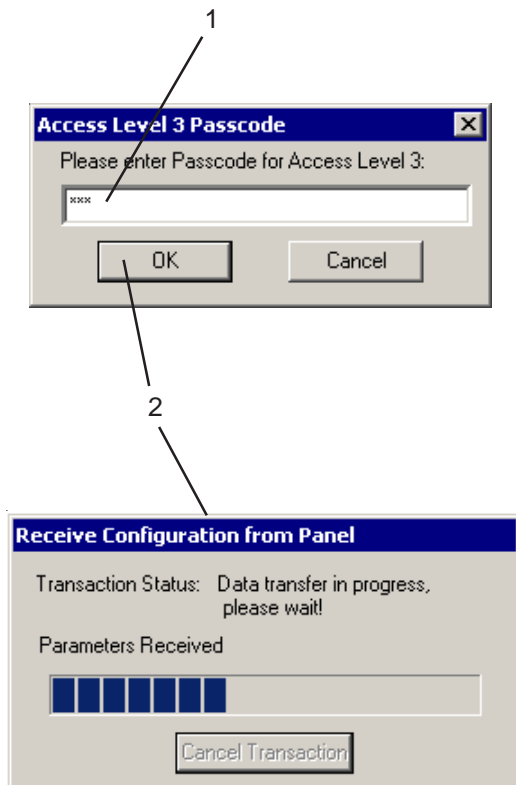 1
Access Level 3 Passcode
Please enter Passcode for Access Level 3:
***
OK Cancel
2
Receive Configuration from Panel
Transaction Status: Data transfer in progress,
please wait!
Parameters Received
Cancel Transaction